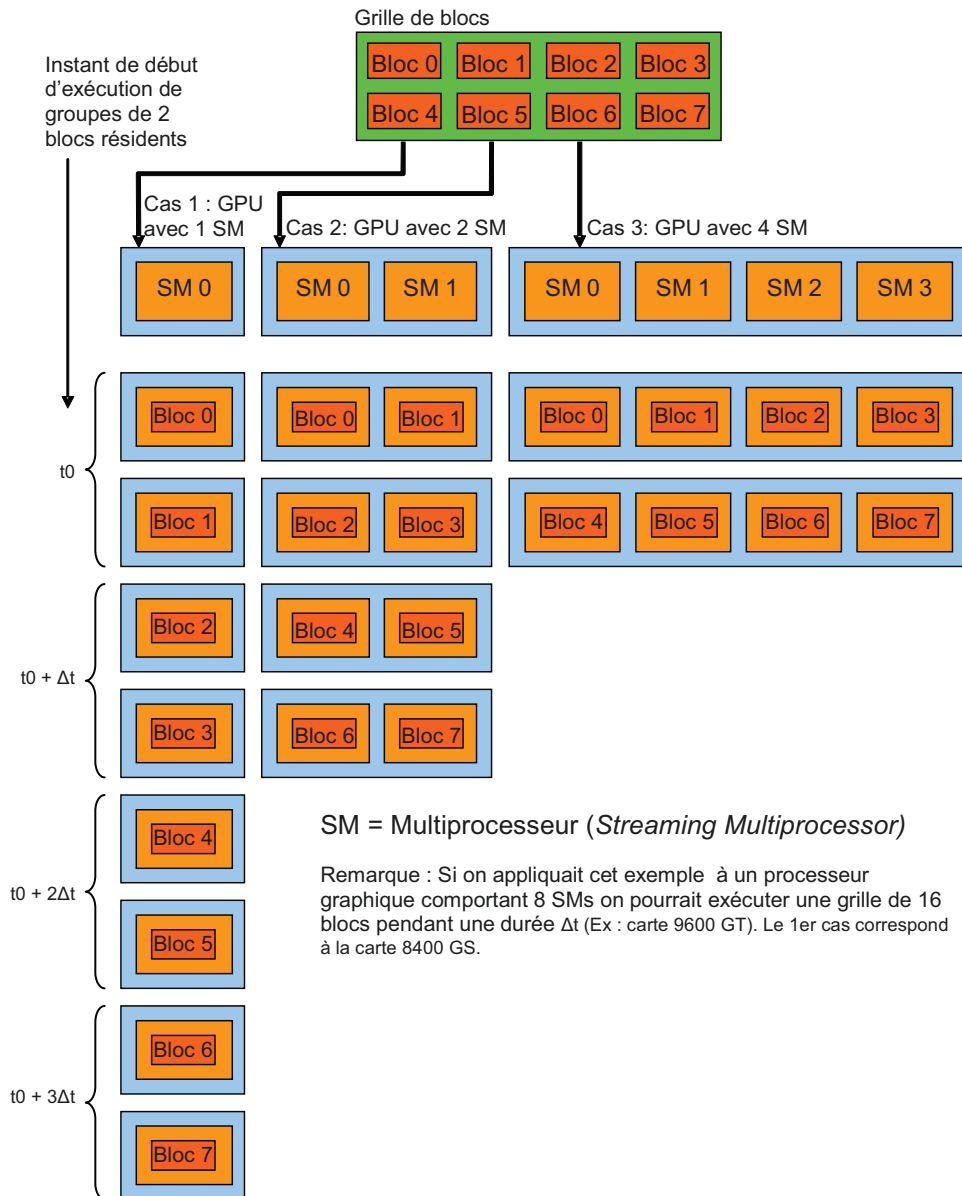 Grille de blocs
Bloc 0 Bloc 1 Bloc 2 Bloc 3
Bloc 4 Bloc 5 Bloc 6 Bloc 7
Instant de début
d'exécution de
groupes de 2
blocs résidents
Cas 1 : GPU
avec 1 SM
Cas 2: GPU avec 2 SM
Cas 3: GPU avec 4 SM
SM 0
SM 0 SM 1
SM 0 SM 1 SM 2 SM 3
t0
Bloc 0
Bloc 0 Bloc 1
Bloc 0 Bloc 1 Bloc 2 Bloc 3
Bloc 1
Bloc 2 Bloc 3
Bloc 4 Bloc 5 Bloc 6 Bloc 7
t0 + Δt
Bloc 2
Bloc 4 Bloc 5
Bloc 3
Bloc 6 Bloc 7
t0 + 2Δt
Bloc 4
Bloc 5
t0 + 3Δt
Bloc 6
Bloc 7
SM = Multiprocesseur (Streaming Multiprocessor)
Remarque : Si on appliquait cet exemple à un processeur
graphique comportant 8 SMs on pourrait exécuter une grille de 16
blocs pendant une durée Δt (Ex : carte 9600 GT). Le 1er cas correspond
à la carte 8400 GS.